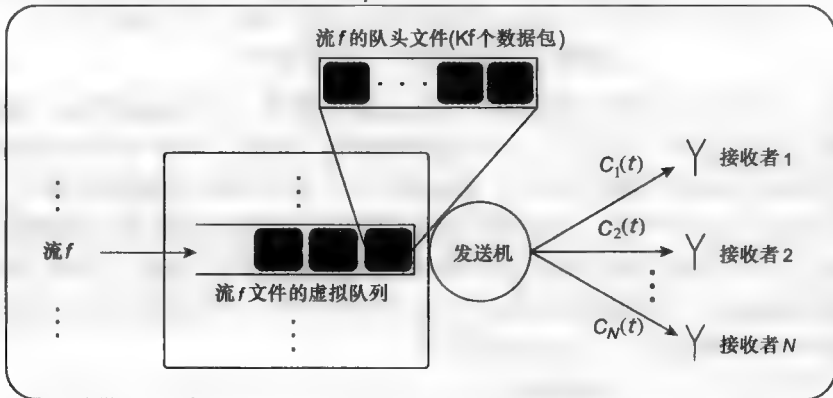 流f的队头文件(Kf个数据包)
流f
流f文件的虚拟队列
发送机
C1(t)
接收者1
C2(t)
接收者2
CN(t)
接收者N